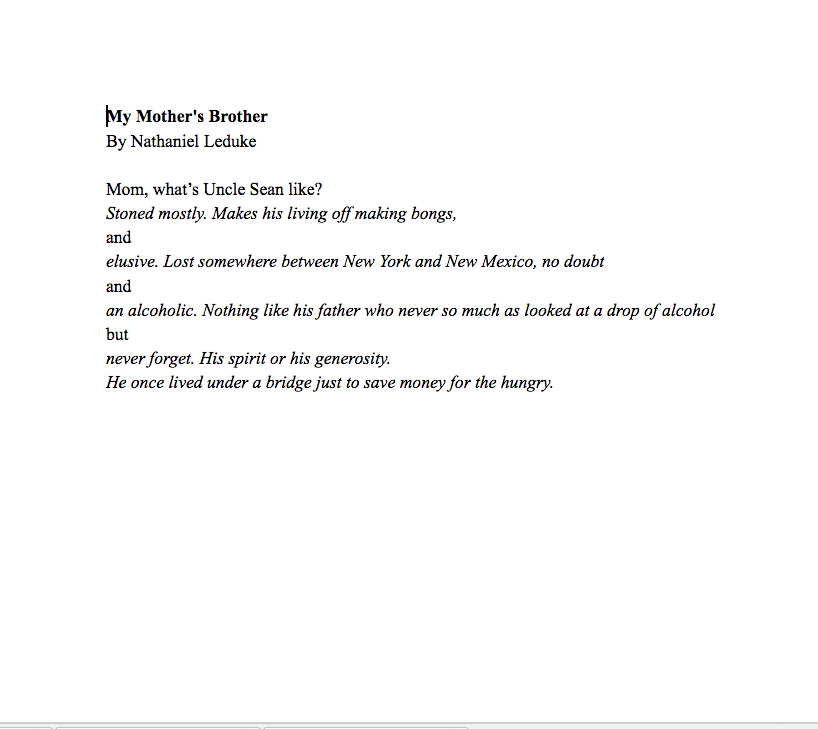 My Mother's Brother
By Nathaniel Leduke
Mom, what’s Uncle Sean like?
Stoned mostly. Makes his living off making bongs,
and
elusive. Lost somewhere between New York and New Mexico, no doubt
and
an alcoholic. Nothing like his father who never so much as looked at a drop of alcohol
but
never forget. His spirit or his generosity.
He once lived under a bridge just to save money for the hungry.